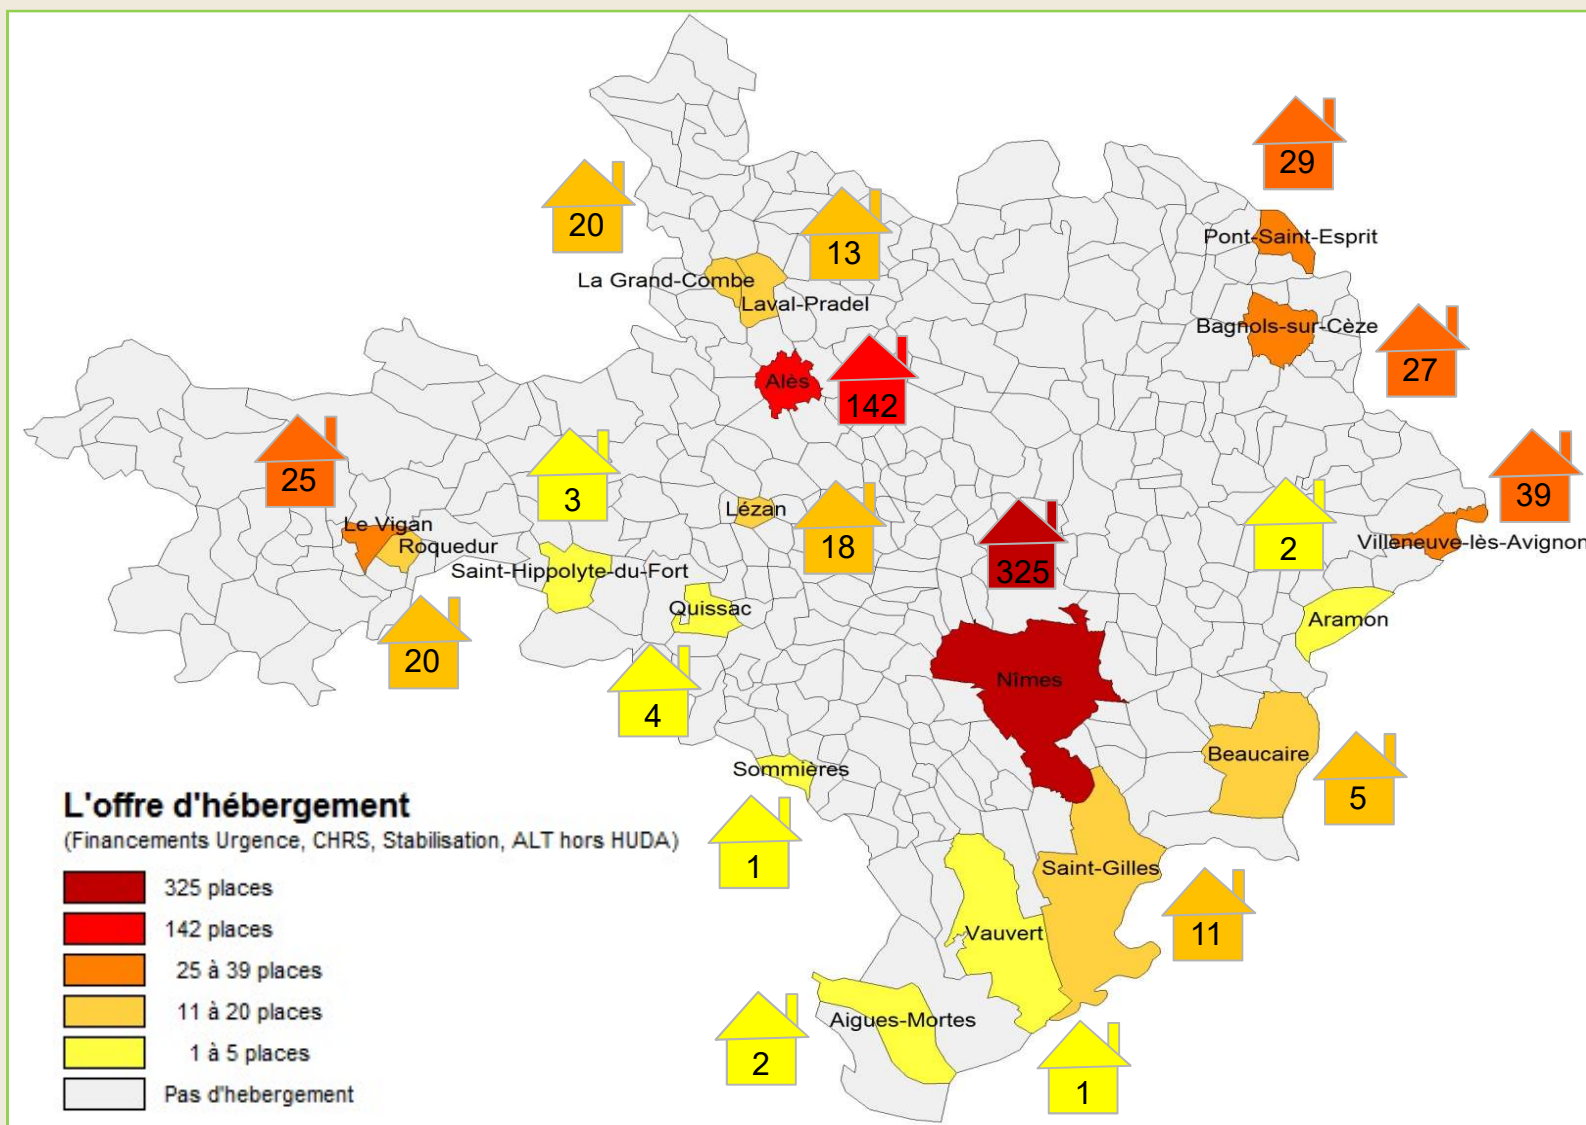 29
20
13
Pont-Saint-Esprit
La Grand-Combe
Laval-Pradel
Bagnols-sur-Cèze
27
Alès
142
25
3
39
Lézan
18
325
2
Le Vigan
Roquedur
Villeneuve-lès-Avignon
Saint-Hippolyte-du-Fort
Quissac
Aramon
20
4
Nîmes
Beaucaire
Sommières
5
L'offre d'hébergement
(Financements Urgence, CHRS, Stabilisation, ALT hors HUDA)
1
Saint-Gilles
325 places
142 places
Vauvert
11
25 à 39 places
11 à 20 places
Aigues-Mortes
1 à 5 places
2
1
Pas d'hebergement